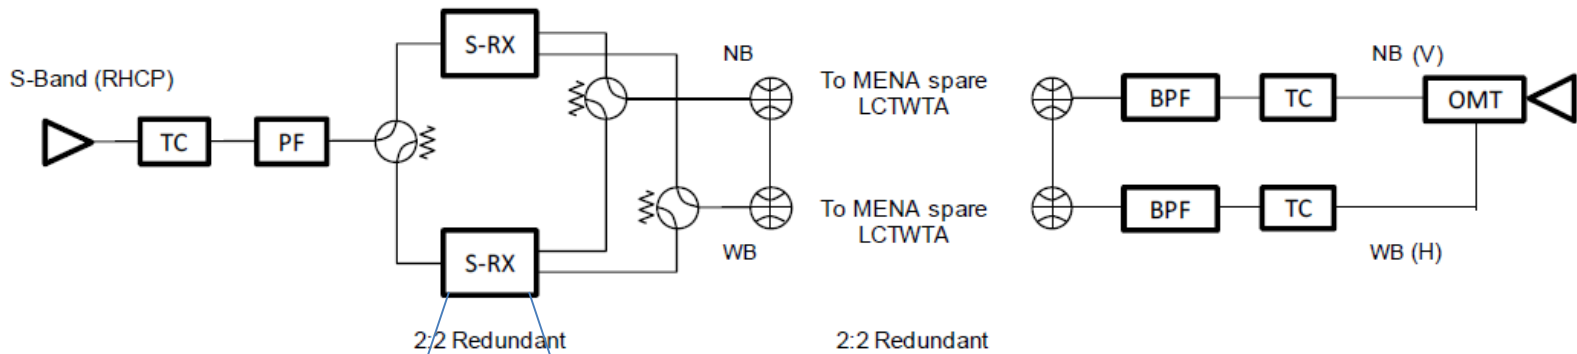 S-Band (RHCP)
TC
PF
S-RX
S-RX
NB
WB
To MENA spare
LCTWTA
To MENA spare
LCTWTA
BPF
TC
NB (V)
OMT
BPF
TC
WB (H)
2:2 Redundant
2:2 Redundant